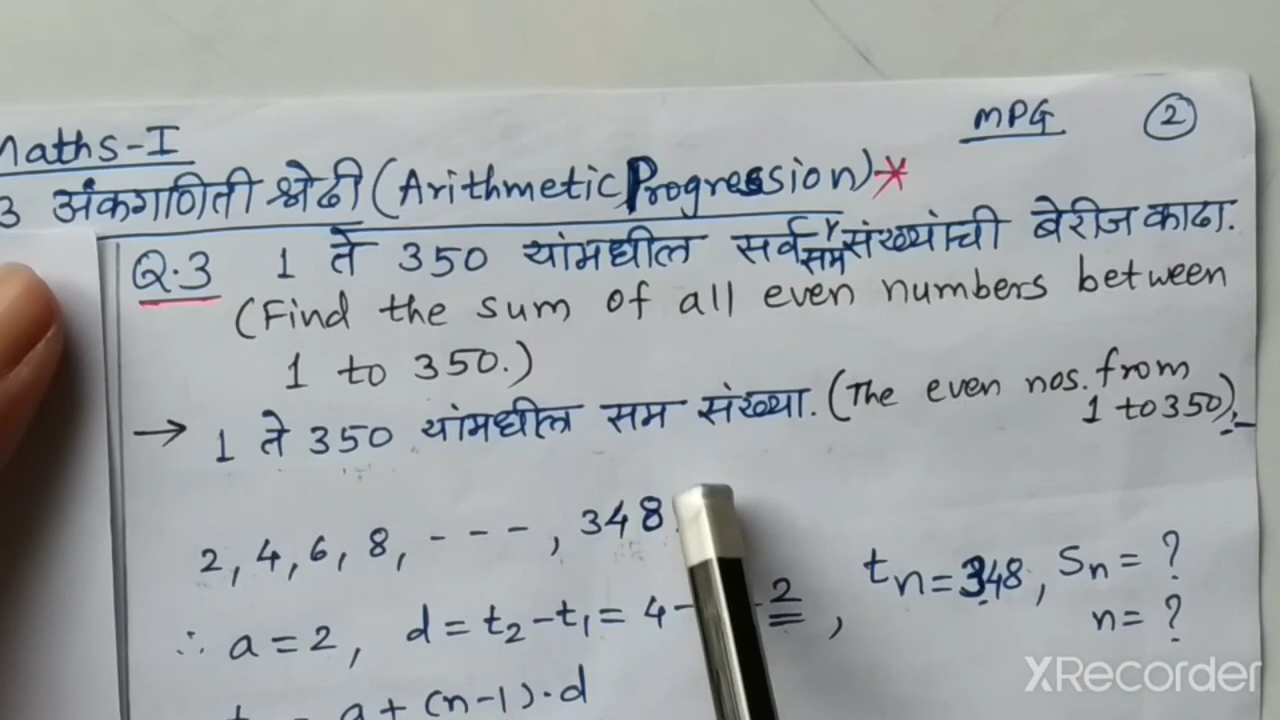 Maths-I MPG 2
3 अंकगणिती श्रेढी (Arithmetic Progression)*
Q.3 1 ते 350 यांमधील सर्व सम संख्यांची बेरीज काढा.
(Find the sum of all even numbers between
1 to 350.)
→ 1 ते 350 यांमधील सम संख्या. (The even nos. from
1 to 350):-
2, 4, 6, 8, - - - , 348.
∴ a = 2, d = t₂-t₁ = 4- 2, tn = 348, Sn = ?
n = ?
a + (n-1)·d
XRecorder